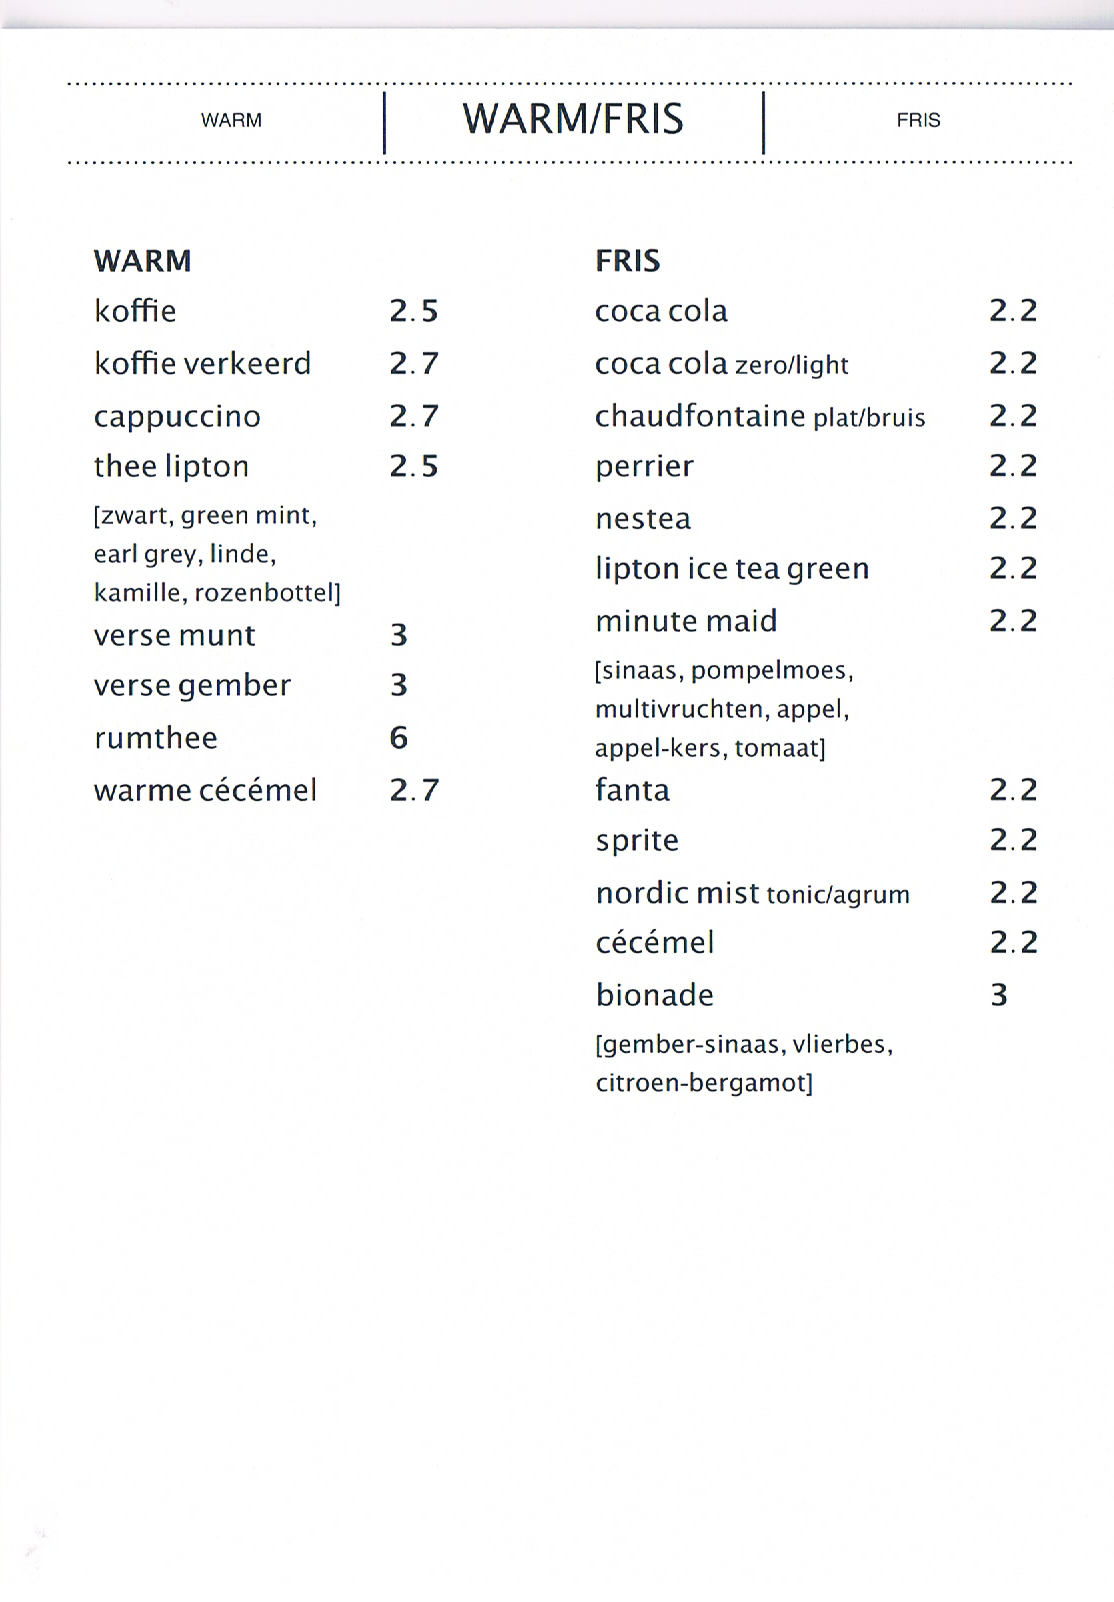 WARM
WARM/FRIS
FRIS
WARM
koffie 2.5
koffie verkeerd 2.7
cappuccino 2.7
thee lipton 2.5
[zwart, green mint,
earl grey, linde,
kamille, rozenbottel]
verse munt 3
verse gember 3
rumthee 6
warme cécémel 2.7
FRIS
coca cola 2.2
coca cola zero/light 2.2
chaudfontaine plat/bruis 2.2
perrier 2.2
nestea 2.2
lipton ice tea green 2.2
minute maid 2.2
[sinaas, pompelmoes,
multivruchten, appel,
appel-kers, tomaat]
fanta 2.2
sprite 2.2
nordic mist tonic/agrum 2.2
cécémel 2.2
bionade 3
[gember-sinaas, vlierbes,
citroen-bergamot]